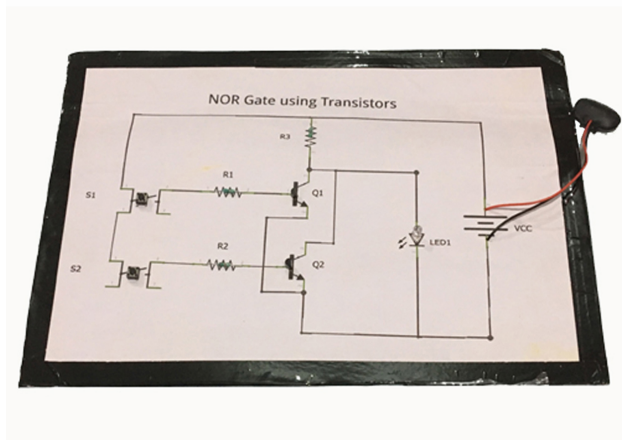 NOR Gate using Transistors
R3
R1
S1
Q1
R2
LED1
VCC
S2
Q2